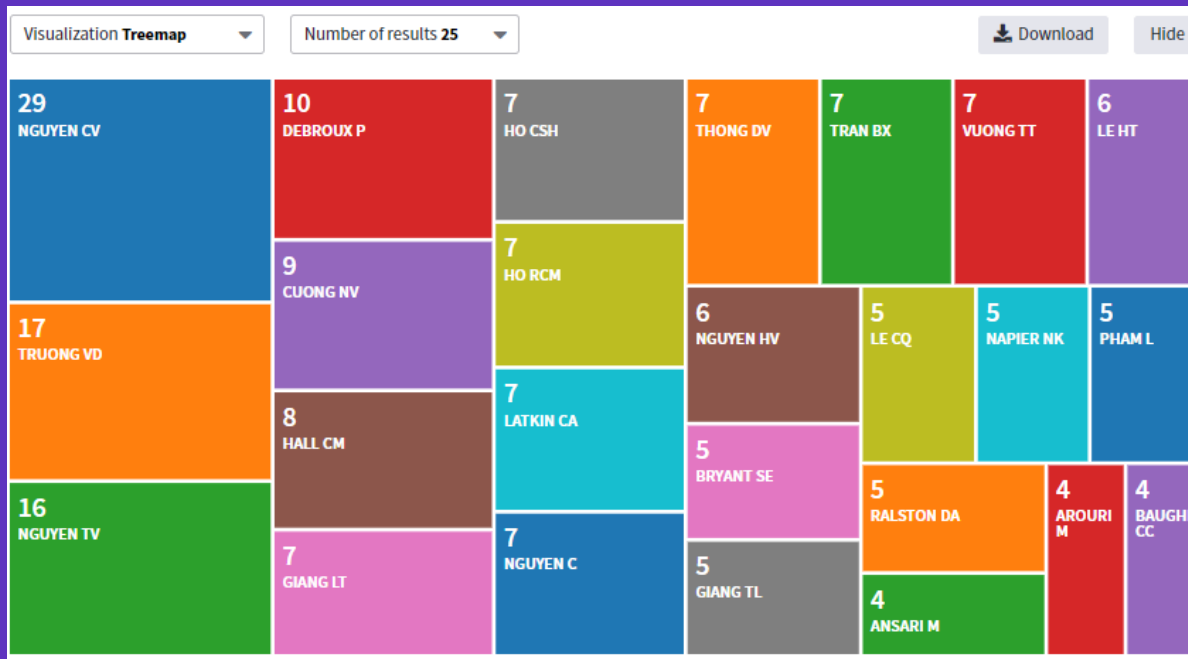 Visualization Treemap
Number of results 25
Download
Hide
29
NGUYEN CV
17
TRUONG VD
16
NGUYEN TV
10
DEBROUX P
9
CUONG NV
8
HALL CM
7
GIANG LT
7
HO CSH
7
HO RCM
7
LATKIN CA
7
NGUYEN C
7
THONG DV
7
TRAN BX
7
VUONG TT
6
LE HT
6
NGUYEN HV
5
BRYANT SE
5
GIANG TL
5
LE CQ
5
NAPIER NK
5
PHAM L
5
RALSTON DA
4
ANSARI M
4
AROURI
M
4
BAUGH
CC